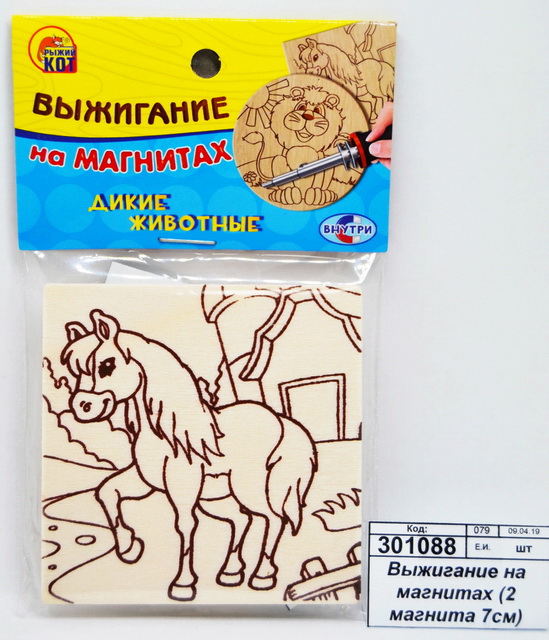 РЫЖИЙ
КОТ
ВЫЖИГАНИЕ
на МАГНИТАХ
ДИКИЕ
ЖИВОТНЫЕ
ВНУТРИ
Код: 079 09.04.19
301088 Е.И. шт
Выжигание на
магнитах (2
магнита 7см)